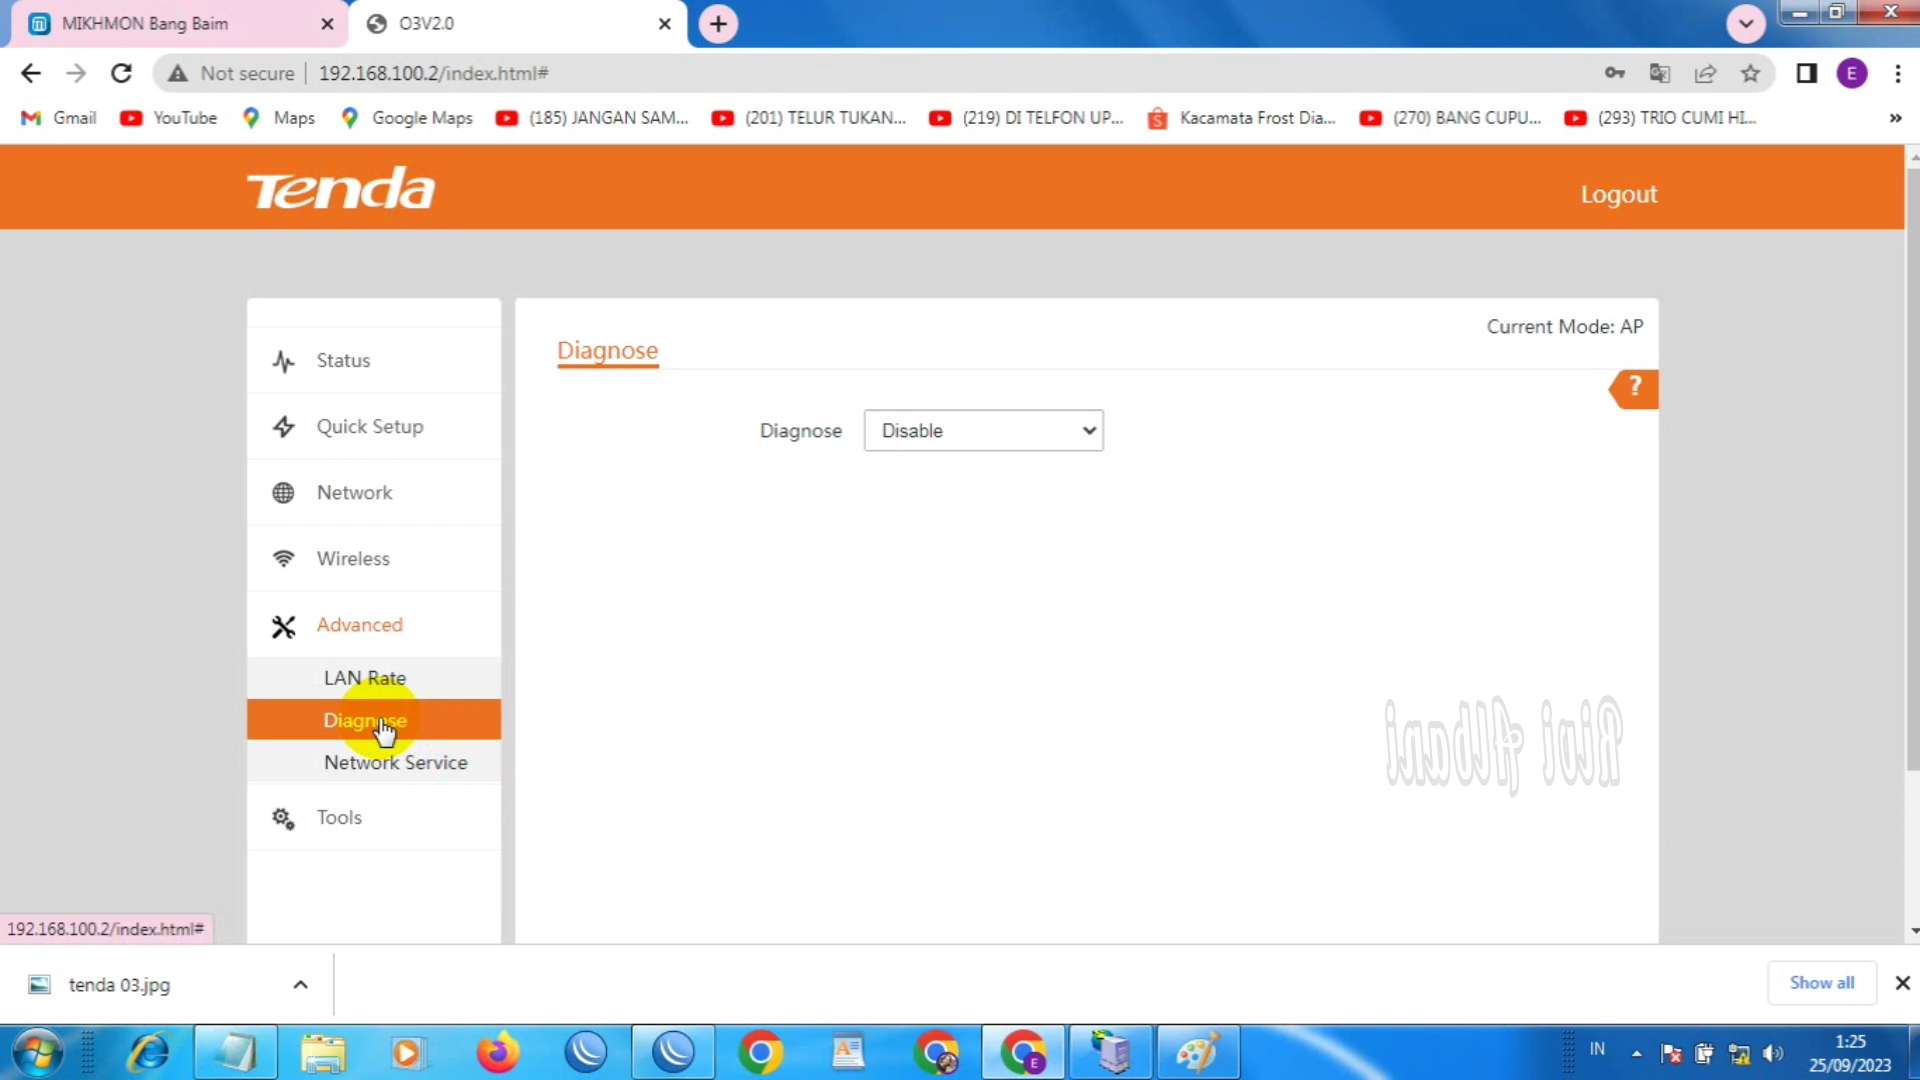 MIKHMON Bang Baim
O3V2.0
Not secure
192.168.100.2/index.html#
E
Gmail
YouTube
Maps
Google Maps
(185) JANGAN SAM...
(201) TELUR TUKAN...
(219) DI TELFON UP...
Kacamata Frost Dia...
(270) BANG CUPU...
(293) TRIO CUMI HI...
»
Tenda
Logout
Current Mode: AP
Status
Quick Setup
Network
Wireless
Advanced
LAN Rate
Diagnose
Network Service
Tools
Diagnose
?
Diagnose
Disable
Rini Albani
192.168.100.2/index.html#
tenda 03.jpg
Show all
E
IN
1:25
25/09/2023